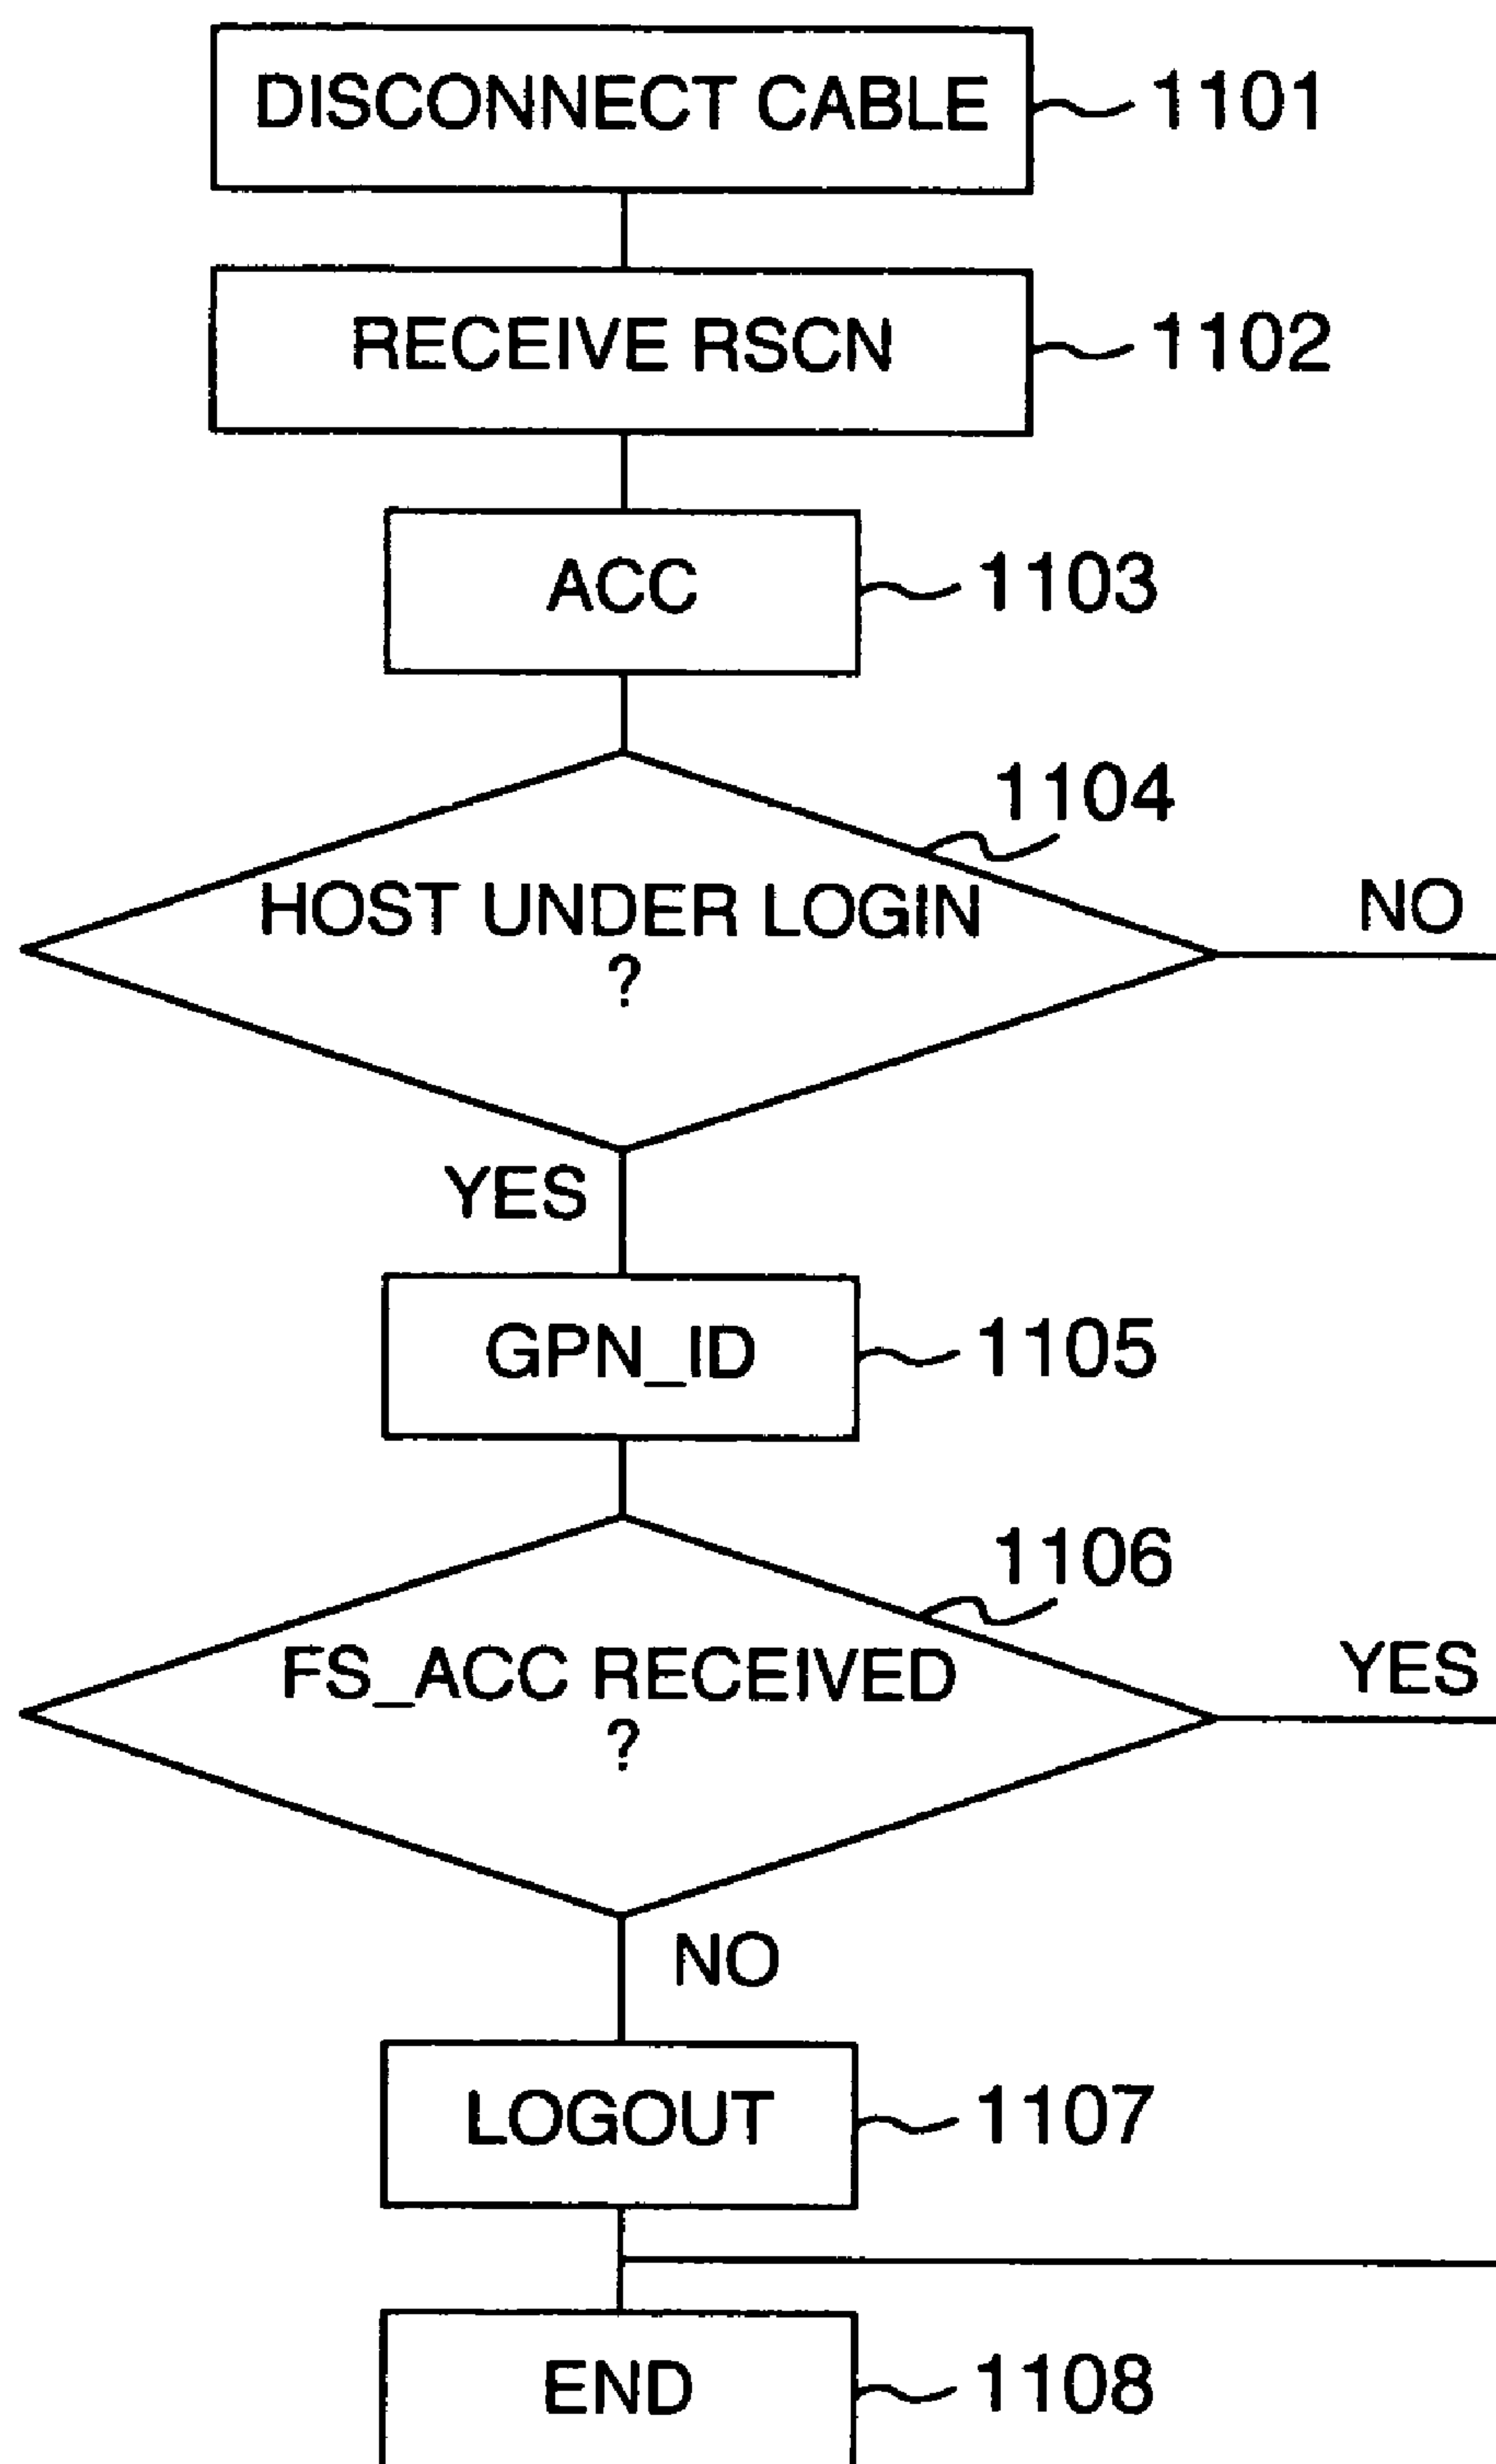 DISCONNECT CABLE 1101
RECEIVE RSCN 1102
ACC 1103
1104
HOST UNDER LOGIN NO
?
YES
GPN_ID 1105
1106
FS_ACC RECEIVED YES
?
NO
LOGOUT 1107
END 1108